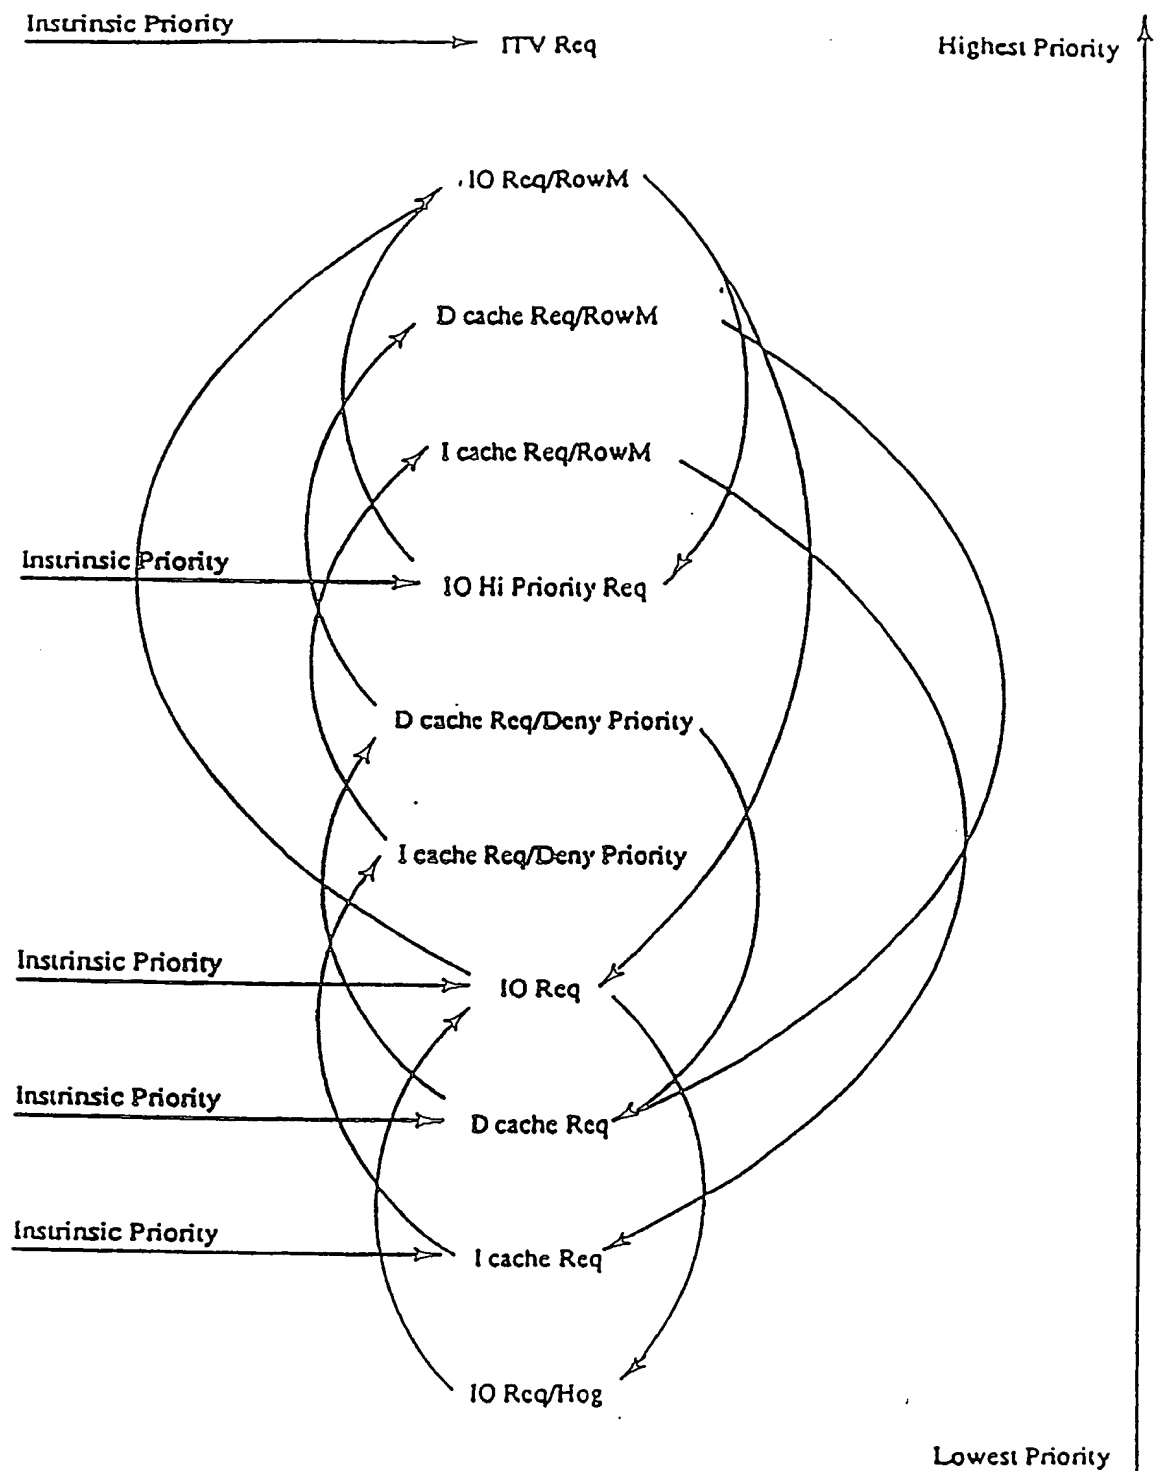 Instrinsic Priority
ITV Req
Highest Priority
IO Req/RowM
D cache Req/RowM
I cache Req/RowM
Instrinsic Priority
IO Hi Priority Req
D cache Req/Deny Priority
I cache Req/Deny Priority
Instrinsic Priority
IO Req
Instrinsic Priority
D cache Req
Instrinsic Priority
I cache Req
IO Req/Hog
Lowest Priority